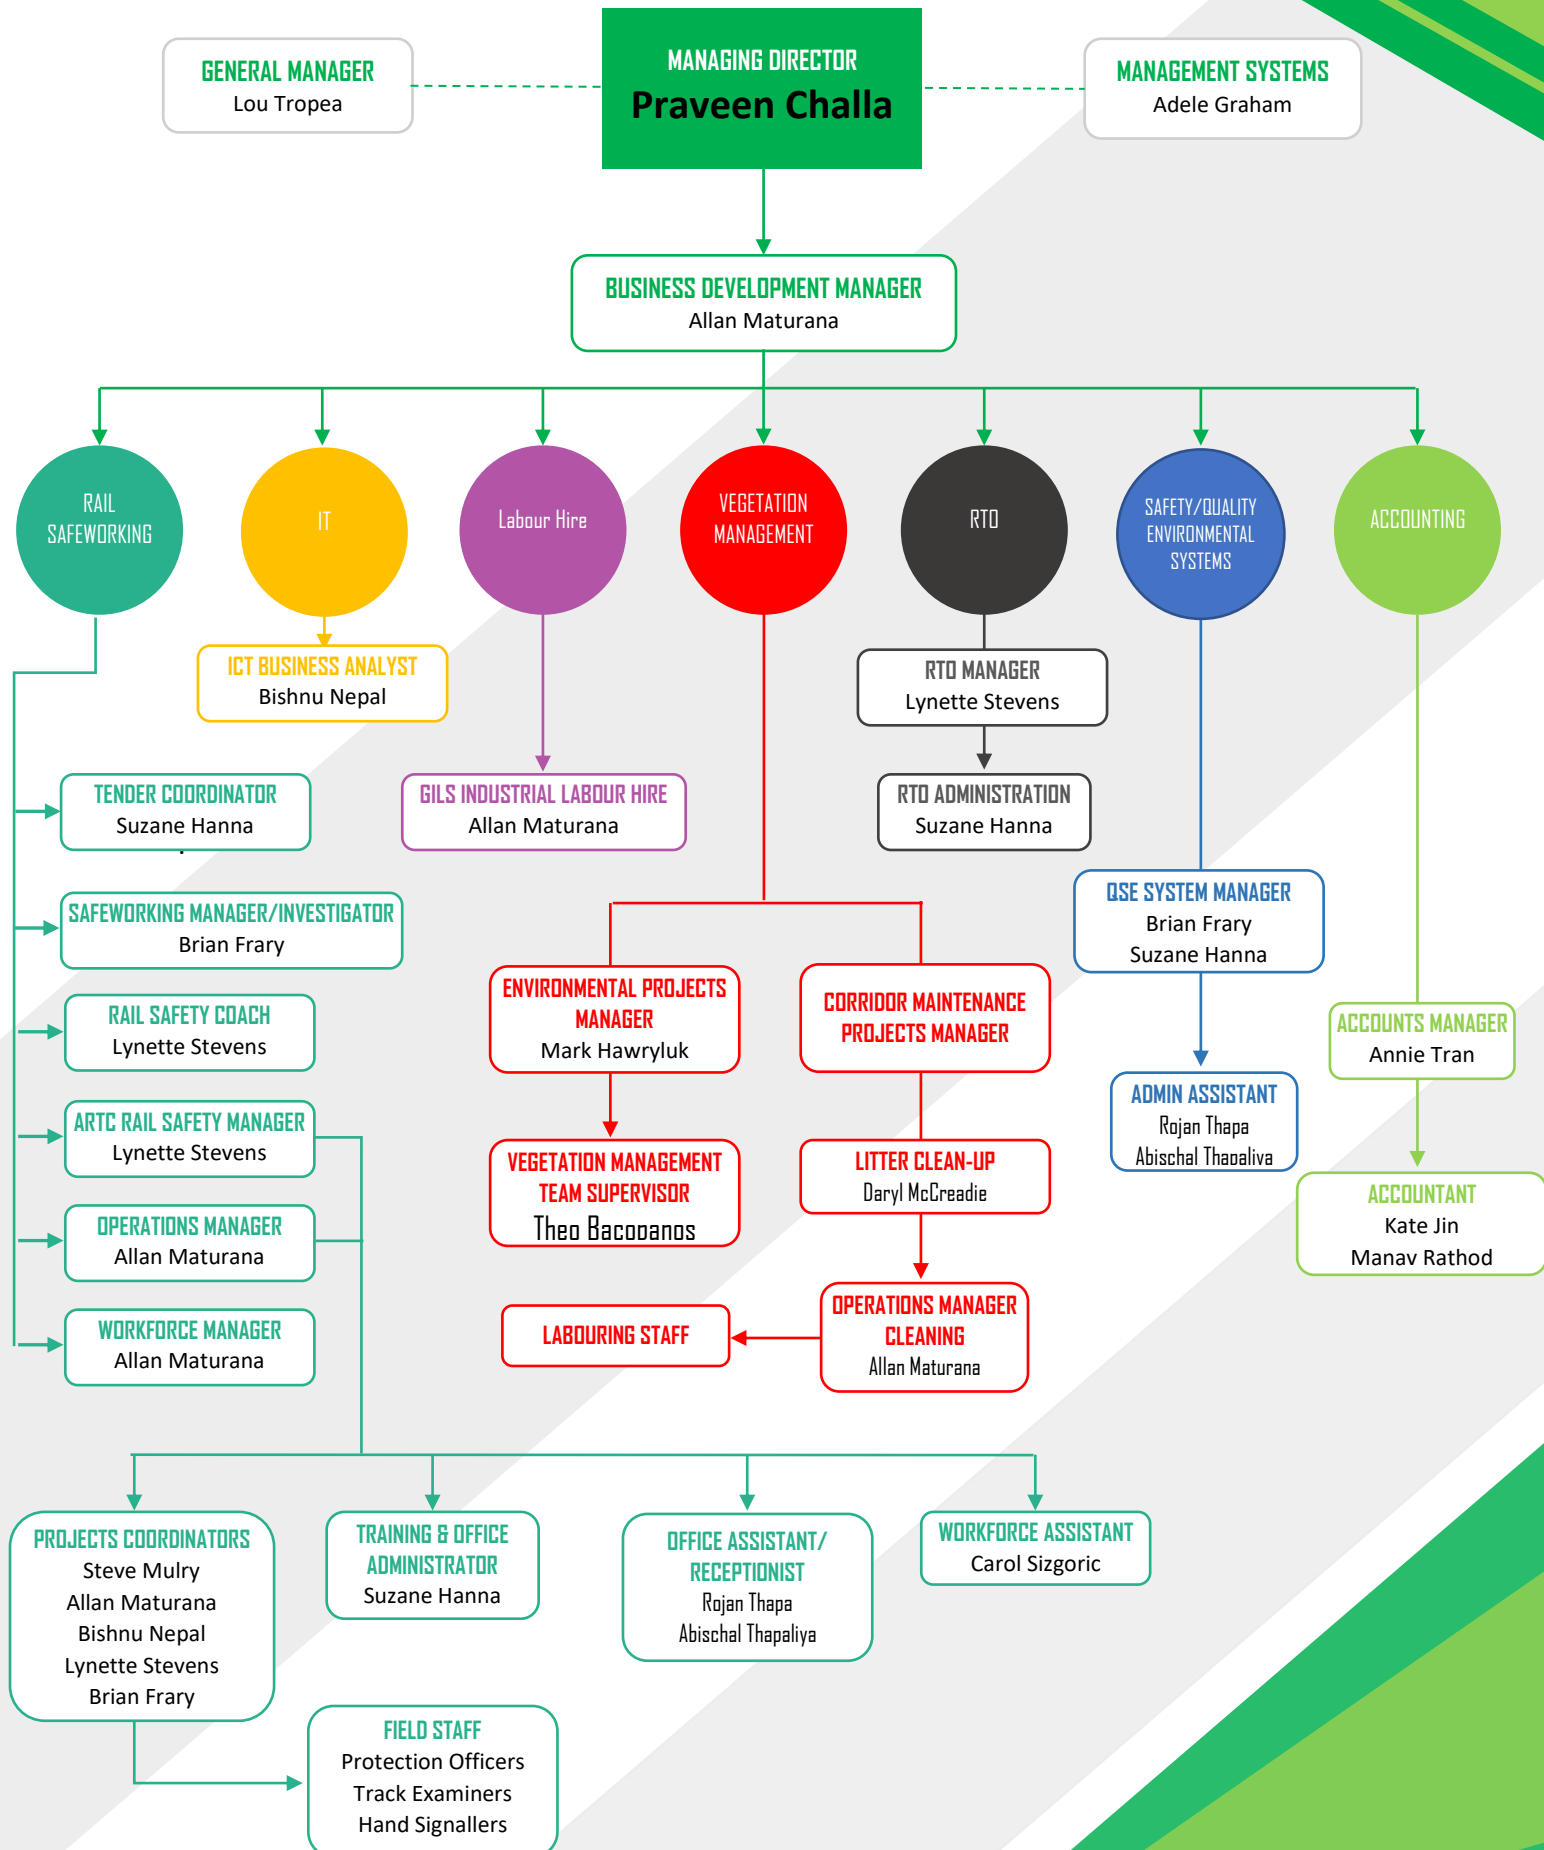 GENERAL MANAGER
Lou Tropea
MANAGING DIRECTOR
Praveen Challa
MANAGEMENT SYSTEMS
Adele Graham
BUSINESS DEVELOPMENT MANAGER
Allan Maturana
RAIL
SAFEWORKING
IT
Labour Hire
VEGETATION
MANAGEMENT
RTO
SAFETY/QUALITY
ENVIRONMENTAL
SYSTEMS
ACCOUNTING
ICT BUSINESS ANALYST
Bishnu Nepal
RTO MANAGER
Lynette Stevens
TENDER COORDINATOR
Suzane Hanna
GILS INDUSTRIAL LABOUR HIRE
Allan Maturana
RTO ADMINISTRATION
Suzane Hanna
SAFEWORKING MANAGER/INVESTIGATOR
Brian Frary
QSE SYSTEM MANAGER
Brian Frary
Suzane Hanna
RAIL SAFETY COACH
Lynette Stevens
ENVIRONMENTAL PROJECTS
MANAGER
Mark Hawryluk
CORRIDOR MAINTENANCE
PROJECTS MANAGER
ACCOUNTS MANAGER
Annie Tran
ARTC RAIL SAFETY MANAGER
Lynette Stevens
ADMIN ASSISTANT
Rojan Thapa
Abischal Thapaliya
VEGETATION MANAGEMENT
TEAM SUPERVISOR
Theo Bacopanos
LITTER CLEAN-UP
Daryl McCreadie
ACCOUNTANT
Kate Jin
Manav Rathod
OPERATIONS MANAGER
Allan Maturana
WORKFORCE MANAGER
Allan Maturana
LABOURING STAFF
OPERATIONS MANAGER
CLEANING
Allan Maturana
PROJECTS COORDINATORS
Steve Mulry
Allan Maturana
Bishnu Nepal
Lynette Stevens
Brian Frary
TRAINING & OFFICE
ADMINISTRATOR
Suzane Hanna
OFFICE ASSISTANT/
RECEPTIONIST
Rojan Thapa
Abischal Thapaliya
WORKFORCE ASSISTANT
Carol Sizgoric
FIELD STAFF
Protection Officers
Track Examiners
Hand Signallers